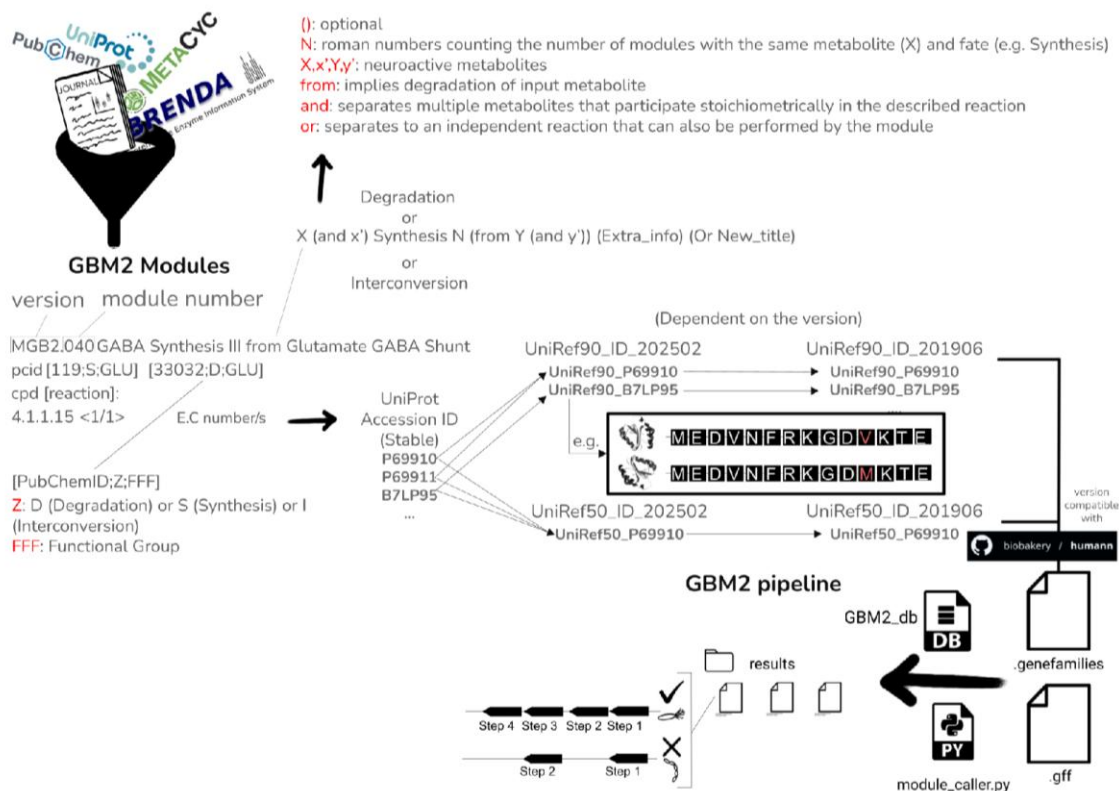 PubChem
UniProt
METACYC
JOURNAL
BRENDA
Enzyme Information System
(): optional
N: roman numbers counting the number of modules with the same metabolite (X) and fate (e.g. Synthesis)
X,x',Y,y': neuroactive metabolites
from: implies degradation of input metabolite
and: separates multiple metabolites that participate stoichiometrically in the described reaction
or: separates to an independent reaction that can also be performed by the module
Degradation
or
X (and x') Synthesis N (from Y (and y')) (Extra_info) (Or New_title)
or
Interconversion
GBM2 Modules
version module number
MGB2.040 GABA Synthesis III from Glutamate GABA Shunt
pcid [119;S;GLU] [33032;D;GLU]
cpd [reaction]:
4.1.1.15 <1/1> E.C number/s
[PubChemID;Z;FFF]
Z: D (Degradation) or S (Synthesis) or I
(Interconversion)
FFF: Functional Group
UniProt
Accession ID
(Stable)
P69910
P69911
B7LP95
...
(Dependent on the version)
UniRef90_ID_202502 UniRef90_ID_201906
UniRef90_P69910 UniRef90_P69910
UniRef90_B7LP95 UniRef90_B7LP95
....
e.g.
M E D V N F R K G D V K T E
M E D V N F R K G D M K T E
UniRef50_ID_202502 UniRef50_ID_201906
UniRef50_P69910 UniRef50_P69910
version
compatible
with
biobakery / humann
GBM2 pipeline
GBM2_db
DB
.genefamilies
results
Step 4 Step 3 Step 2 Step 1
Step 2 Step 1
PY
module_caller.py
.gff